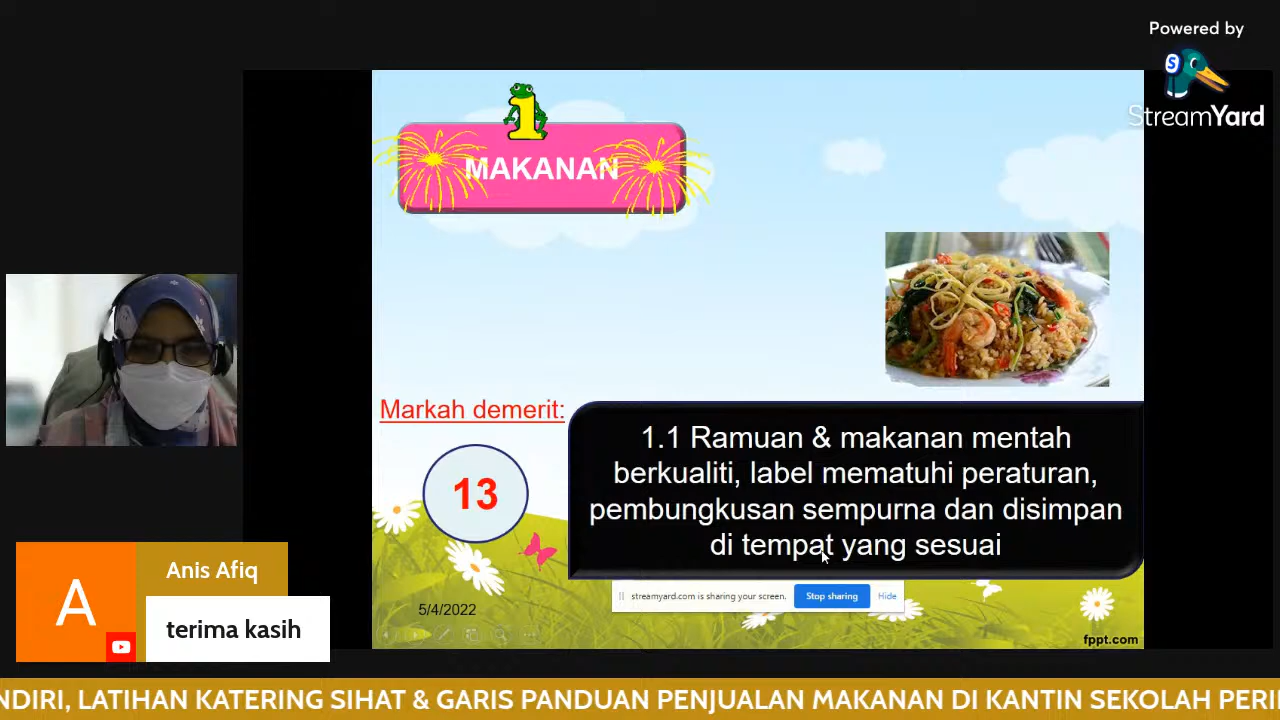 Powered by
StreamYard
1
MAKANAN
Markah demerit:
13
1.1 Ramuan & makanan mentah
berkualiti, label mematuhi peraturan,
pembungkusan sempurna dan disimpan
di tempat yang sesuai
streamyard.com is sharing your screen.
Stop sharing
Hide
5/4/2022
fppt.com
A
Anis Afiq
terima kasih
NDIRI, LATIHAN KATERING SIHAT & GARIS PANDUAN PENJUALAN MAKANAN DI KANTIN SEKOLAH PERI